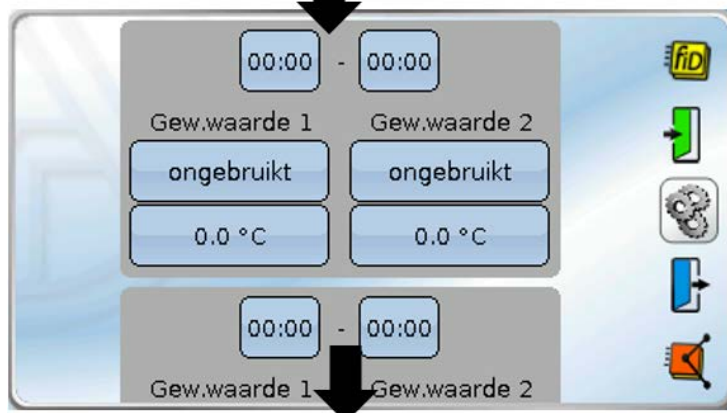 00:00 - 00:00
Gew.waarde 1 Gew.waarde 2
ongebruikt ongebruikt
0.0 °C 0.0 °C
00:00 - 00:00
Gew.waarde 1 Gew.waarde 2
fiD